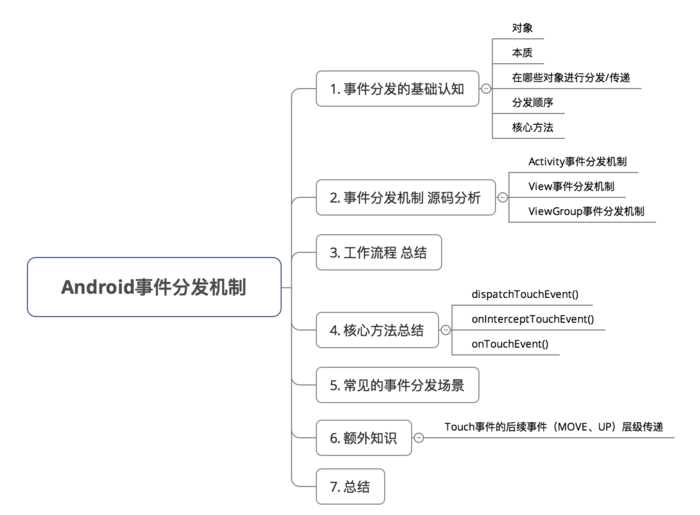 Android事件分发机制
1. 事件分发的基础认知
对象
本质
在哪些对象进行分发/传递
分发顺序
核心方法
2. 事件分发机制 源码分析
Activity事件分发机制
View事件分发机制
ViewGroup事件分发机制
3. 工作流程 总结
4. 核心方法总结
dispatchTouchEvent()
onInterceptTouchEvent()
onTouchEvent()
5. 常见的事件分发场景
6. 额外知识
Touch事件的后续事件（MOVE、UP）层级传递
7. 总结